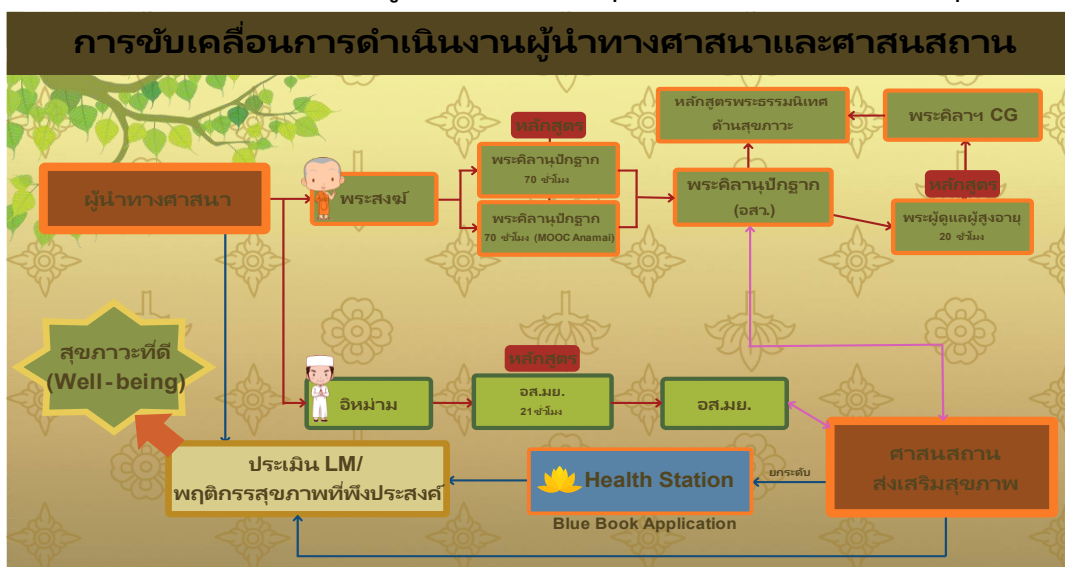 การขับเคลื่อนการดำเนินงานผู้นำทางศาสนาและศาสนสถาน
หลักสูตรพระธรรมนิเทศ
ด้านสุขภาวะ
พระคิลาฯ CG
หลักสูตร
พระคิลานุปัฏฐาก
70 ชั่วโมง
ผู้นำทางศาสนา
พระสงฆ์
พระคิลานุปัฏฐาก
(อสว.)
หลักสูตร
พระคิลานุปัฏฐาก
70 ชั่วโมง (MOOC Anamai)
พระผู้ดูแลผู้สูงอายุ
20 ชั่วโมง
สุขภาวะที่ดี
(Well-being)
หลักสูตร
อิหม่าม
อส.มย.
21 ชั่วโมง
อส.มย.
ประเมิน LM/
พฤติกรรสุขภาพที่พึงประสงค์
Health Station
Blue Book Application
ยกระดับ
ศาสนสถาน
ส่งเสริมสุขภาพ